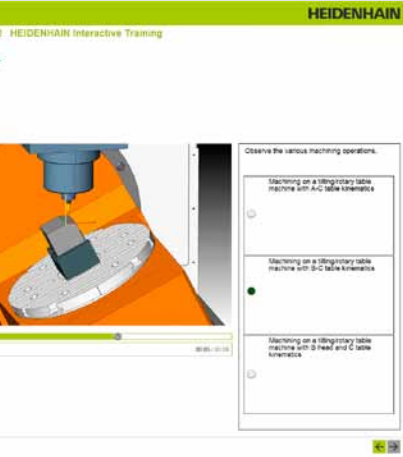 HEIDENHAIN
HEIDENHAIN Interactive Training
Observe the various machining operations.
Machining on a tilting/rotary table
machine with A-C table kinematics
Machining on a tilting/rotary table
machine with B-C table kinematics
Machining on a tilting/rotary table
machine with B head and C table
kinematics